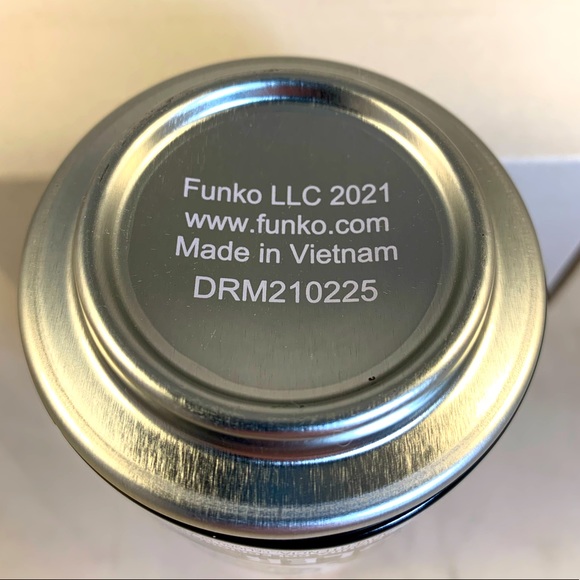 Funko LLC 2021
www.funko.com
Made in Vietnam
DRM210225